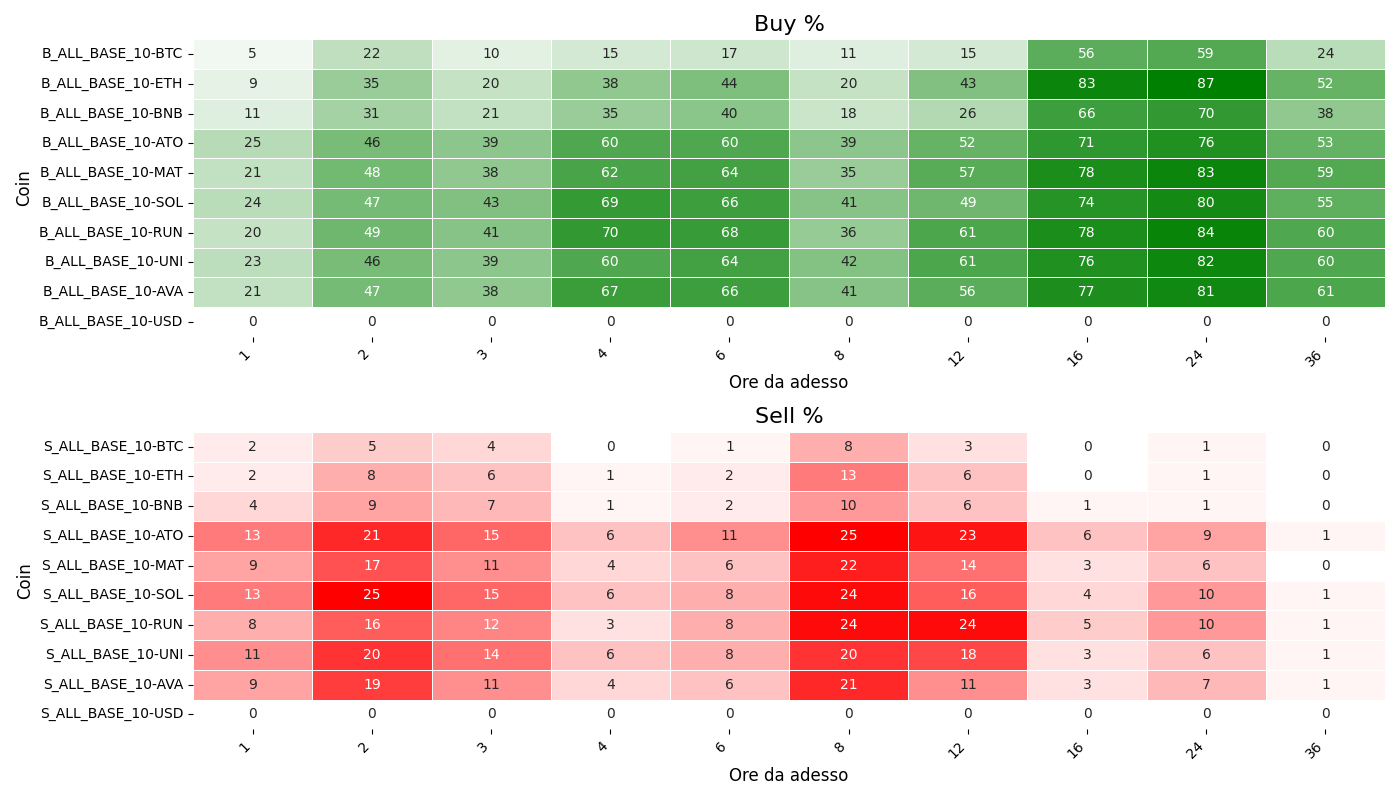 Buy %
Coin
B_ALL_BASE_10-BTC 5 22 10 15 17 11 15 56 59 24
B_ALL_BASE_10-ETH 9 35 20 38 44 20 43 83 87 52
B_ALL_BASE_10-BNB 11 31 21 35 40 18 26 66 70 38
B_ALL_BASE_10-ATO 25 46 39 60 60 39 52 71 76 53
B_ALL_BASE_10-MAT 21 48 38 62 64 35 57 78 83 59
B_ALL_BASE_10-SOL 24 47 43 69 66 41 49 74 80 55
B_ALL_BASE_10-RUN 20 49 41 70 68 36 61 78 84 60
B_ALL_BASE_10-UNI 23 46 39 60 64 42 61 76 82 60
B_ALL_BASE_10-AVA 21 47 38 67 66 41 56 77 81 61
B_ALL_BASE_10-USD 0 0 0 0 0 0 0 0 0 0
1 2 3 4 6 8 12 16 24 36
Ore da adesso
Sell %
Coin
S_ALL_BASE_10-BTC 2 5 4 0 1 8 3 0 1 0
S_ALL_BASE_10-ETH 2 8 6 1 2 13 6 0 1 0
S_ALL_BASE_10-BNB 4 9 7 1 2 10 6 1 1 0
S_ALL_BASE_10-ATO 13 21 15 6 11 25 23 6 9 1
S_ALL_BASE_10-MAT 9 17 11 4 6 22 14 3 6 0
S_ALL_BASE_10-SOL 13 25 15 6 8 24 16 4 10 1
S_ALL_BASE_10-RUN 8 16 12 3 8 24 24 5 10 1
S_ALL_BASE_10-UNI 11 20 14 6 8 20 18 3 6 1
S_ALL_BASE_10-AVA 9 19 11 4 6 21 11 3 7 1
S_ALL_BASE_10-USD 0 0 0 0 0 0 0 0 0 0
1 2 3 4 6 8 12 16 24 36
Ore da adesso